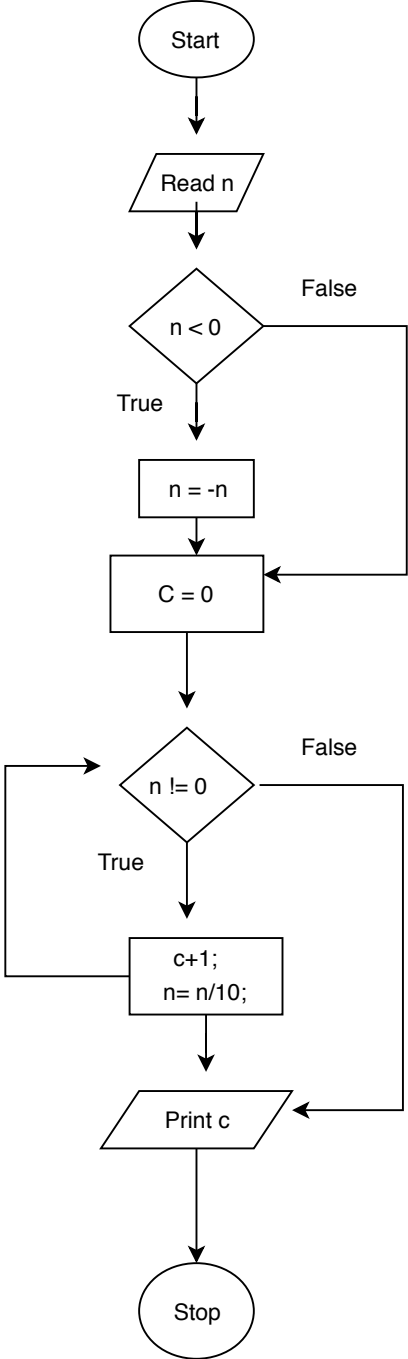 Start
Read n
n < 0
False
True
n = -n
C = 0
n != 0
False
True
c+1;
n= n/10;
Print c
Stop